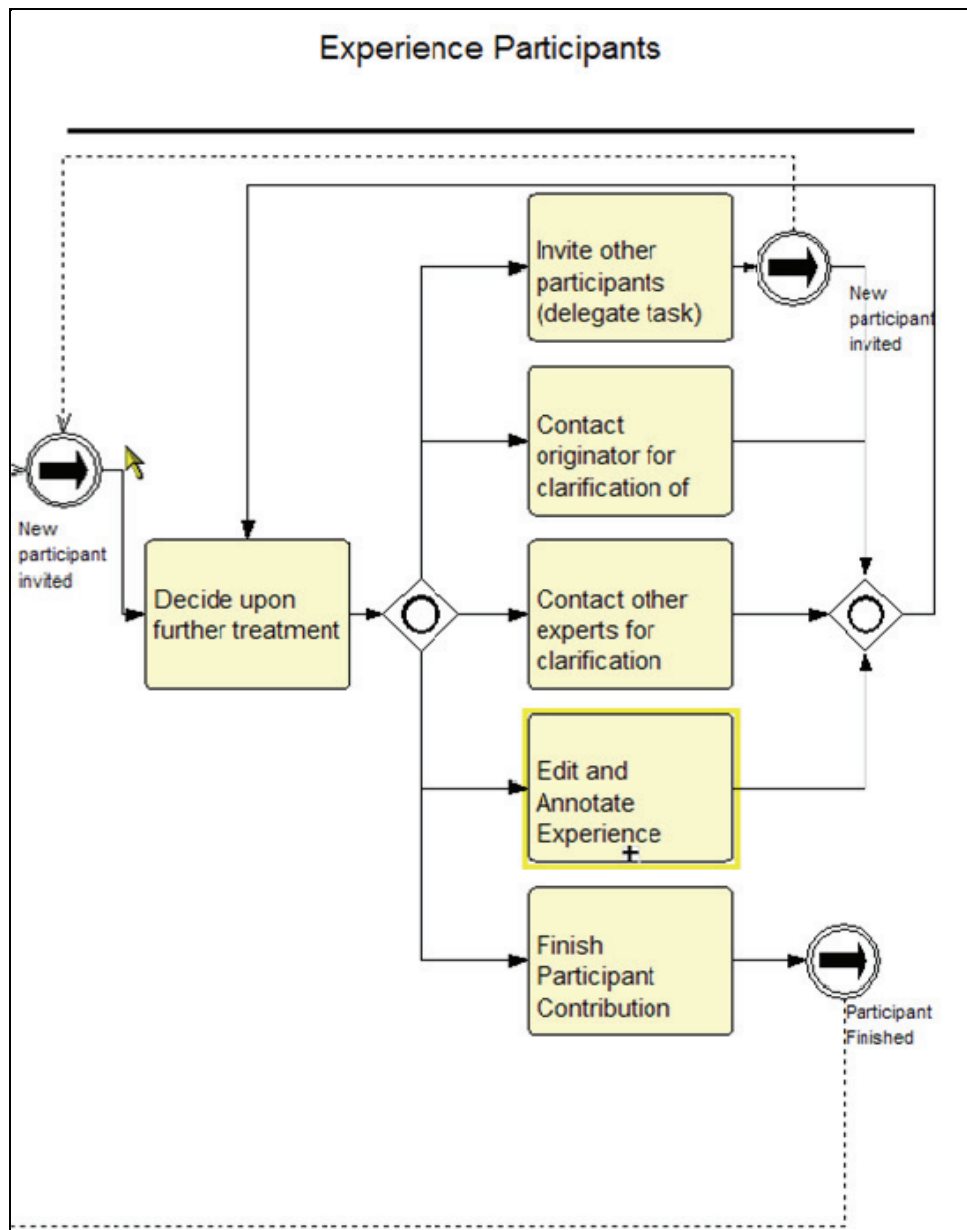 Experience Participants
Invite other
participants
(delegate task)
New
participant
invited
Contact
originator for
clarification of
New
participant
invited
Decide upon
further treatment
Contact other
experts for
clarification
Edit and
Annotate
Experience
Finish
Participant
Contribution
Participant
Finished